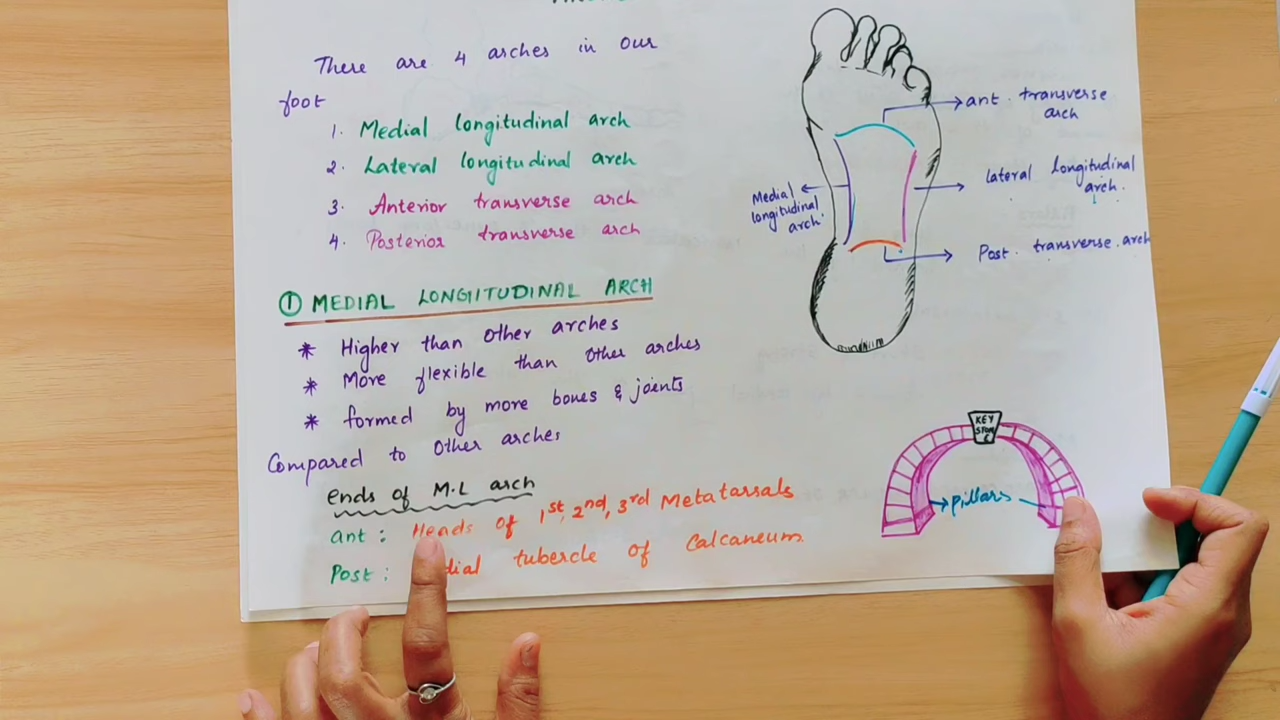 There are 4 arches in our
foot
1. Medial longitudinal arch
2. Lateral longitudinal arch
3. Anterior transverse arch
4. Posterior transverse arch
① MEDIAL LONGITUDINAL ARCH
* Higher than other arches
* More flexible than other arches
* formed by more bones & joints
Compared to other arches
ends of M.L arch
ant : Heads of 1st, 2nd, 3rd Metatarsals
Post : dial tubercle of Calcaneum
ant. transverse
arch
Medial
longitudinal
arch
lateral longitudinal
arch.
Post. transverse. arch
KEY
STONE
pillars